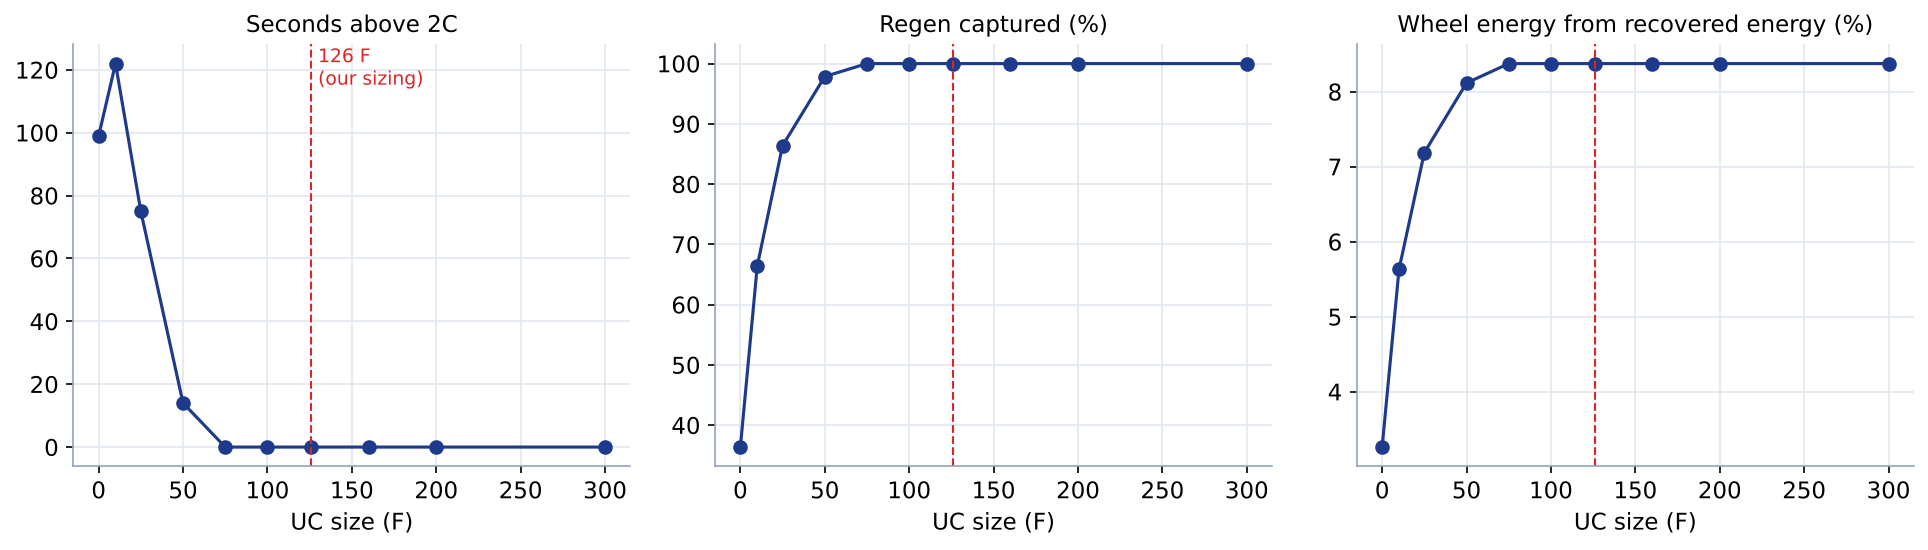 Seconds above 2C
126 F
(our sizing)
120
100
80
60
40
20
0
0 50 100 150 200 250 300
UC size (F)
Regen captured (%)
100
90
80
70
60
50
40
0 50 100 150 200 250 300
UC size (F)
Wheel energy from recovered energy (%)
8
7
6
5
4
0 50 100 150 200 250 300
UC size (F)